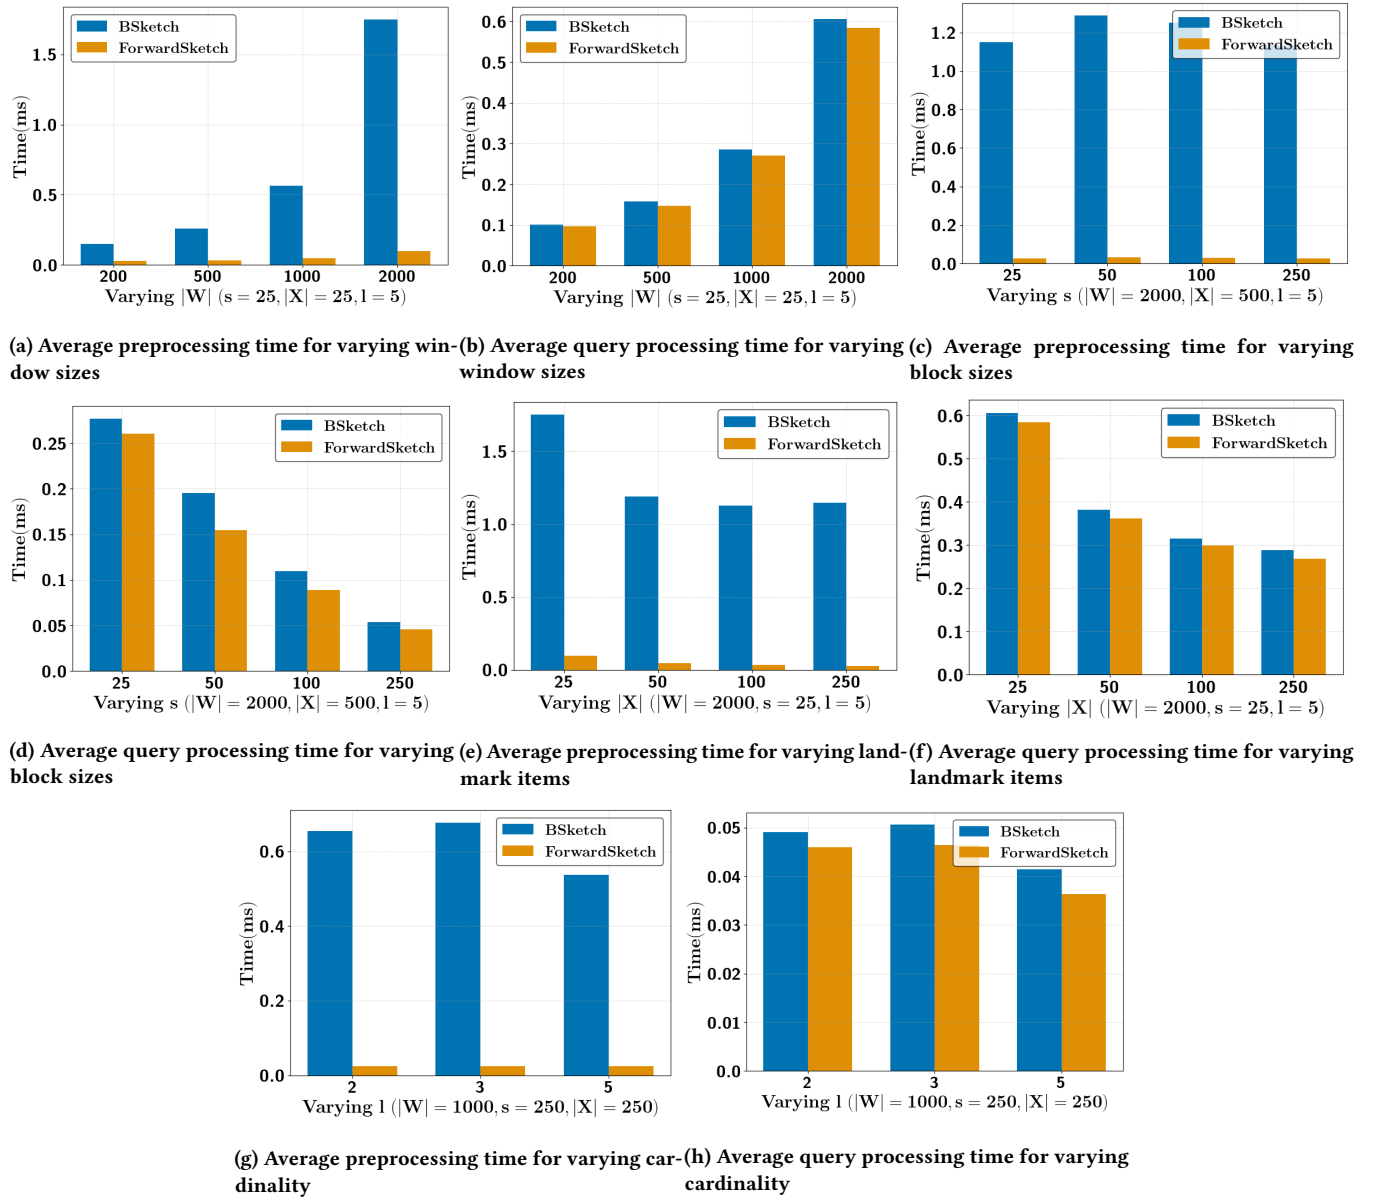 BSketch
ForwardSketch
1.5
1.0
0.5
0.0
Time(ms)
200 500 1000 2000
Varying |W| (s = 25, |X| = 25, l = 5)
(a) Average preprocessing time for varying win-
dow sizes
BSketch
ForwardSketch
0.6
0.5
0.4
0.3
0.2
0.1
0.0
Time(ms)
200 500 1000 2000
Varying |W| (s = 25, |X| = 25, l = 5)
(b) Average query processing time for varying
window sizes
BSketch
ForwardSketch
1.2
1.0
0.8
0.6
0.4
0.2
0.0
Time(ms)
25 50 100 250
Varying s (|W| = 2000, |X| = 500, l = 5)
(c) Average preprocessing time for varying
block sizes
BSketch
ForwardSketch
0.25
0.2
0.15
0.1
0.05
0.0
Time(ms)
25 50 100 250
Varying s (|W| = 2000, |X| = 500, l = 5)
(d) Average query processing time for varying
block sizes
BSketch
ForwardSketch
1.5
1.0
0.5
0.0
Time(ms)
25 50 100 250
Varying |X| (|W| = 2000, s = 25, l = 5)
(e) Average preprocessing time for varying land-
mark items
BSketch
ForwardSketch
0.6
0.5
0.4
0.3
0.2
0.1
0.0
Time(ms)
25 50 100 250
Varying |X| (|W| = 2000, s = 25, l = 5)
(f) Average query processing time for varying
landmark items
BSketch
ForwardSketch
0.6
0.4
0.2
0.0
Time(ms)
2 3 5
Varying l (|W| = 1000, s = 250, |X| = 250)
(g) Average preprocessing time for varying car-
dinality
BSketch
ForwardSketch
0.05
0.04
0.03
0.02
0.01
0.0
Time(ms)
2 3 5
Varying l (|W| = 1000, s = 250, |X| = 250)
(h) Average query processing time for varying
cardinality